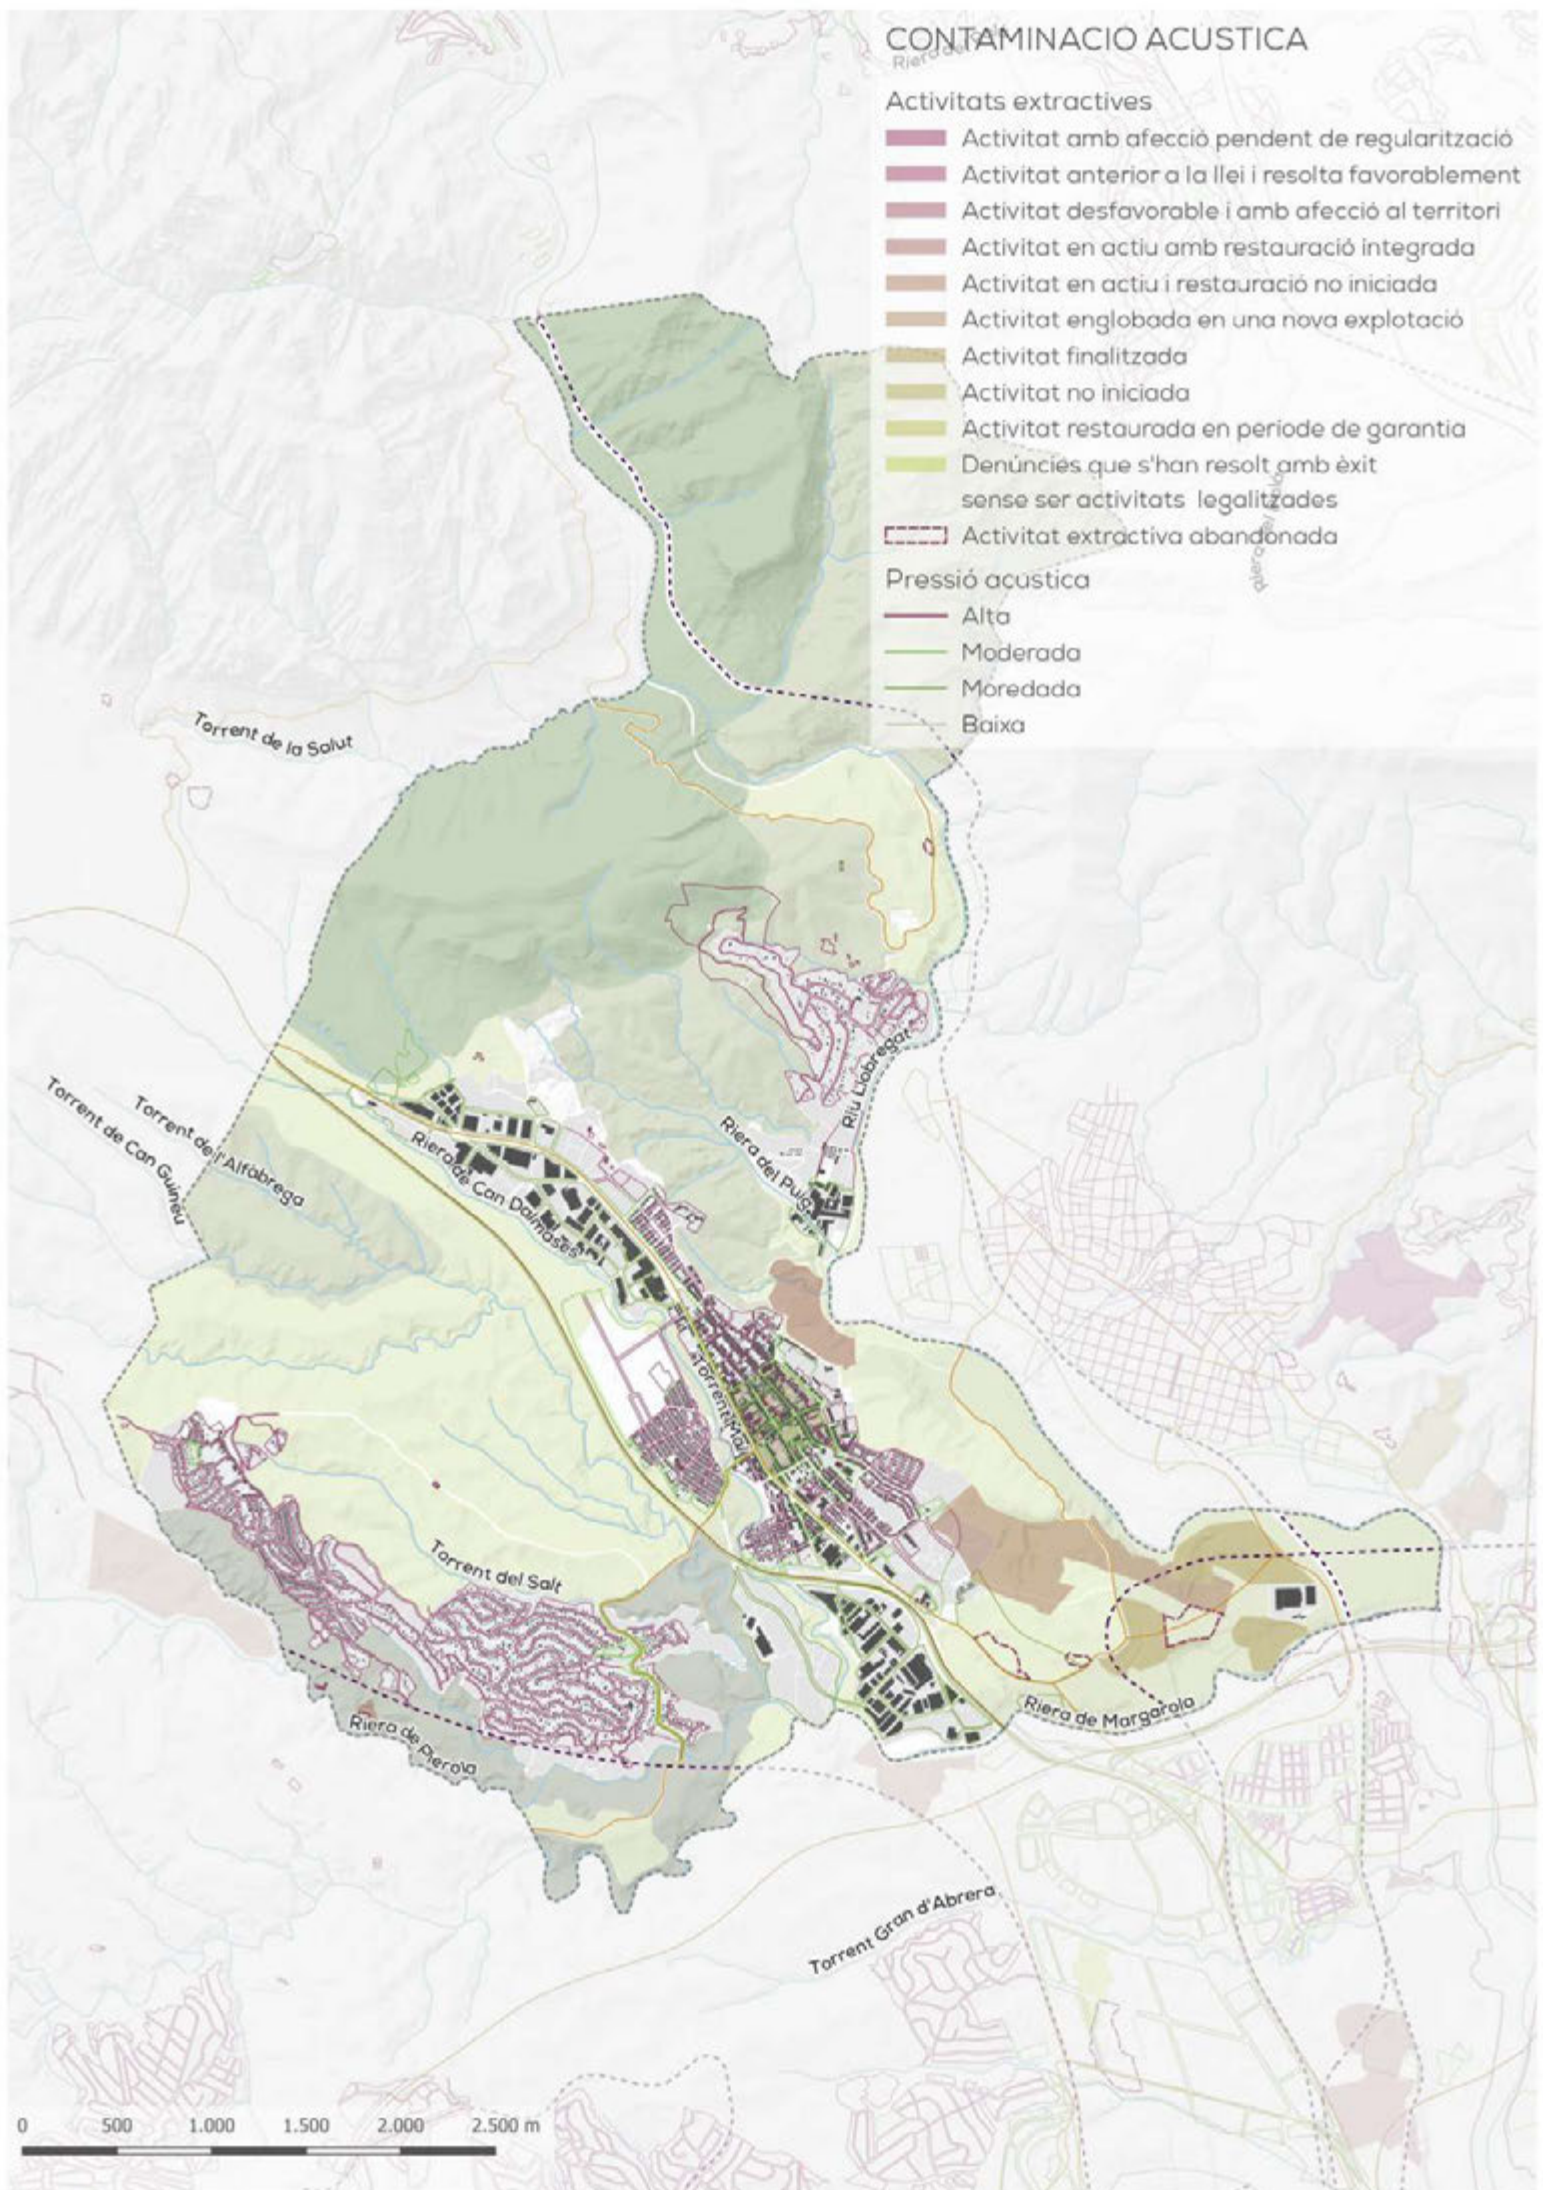 CONTAMINACIÓ ACÚSTICA
Activitats extractives
Activitat amb afecció pendent de regularització
Activitat anterior a la llei i resolta favorablement
Activitat desfavorable i amb afecció al territori
Activitat en actiu amb restauració integrada
Activitat en actiu i restauració no iniciada
Activitat englobada en una nova explotació
Activitat finalitzada
Activitat no iniciada
Activitat restaurada en període de garantia
Denúncies que s'han resolt amb èxit
sense ser activitats legalitzades
Activitat extractiva abandonada
Pressió acústica
Alta
Moderada
Moredada
Baixa
Torrent de la Salut
Riu Llobregat
Torrent de Can Guineu
Torrent de l'Alfàbrega
Riera de Can Dalmases
Riera del Puig
Torrent Mal
Torrent del Salt
Riera de Pierola
Riera de Margarola
Torrent Gran d'Abrera
0 500 1.000 1.500 2.000 2.500 m